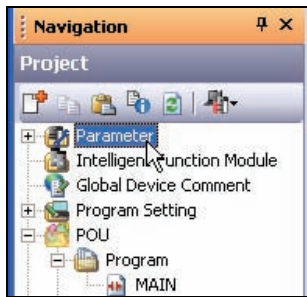 Navigation
Project
Parameter
Intelligent Function Module
Global Device Comment
Program Setting
POU
Program
MAIN